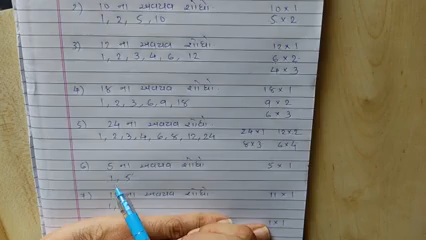 2) 10 ના અવયવ શોધો 10 × 1
1, 2, 5, 10 5 × 2
3) 12 ના અવયવ શોધો 12 × 1
1, 2, 3, 4, 6, 12 6 × 2
4 × 3
4) 18 ના અવયવ શોધો 18 × 1
1, 2, 3, 6, 9, 18 9 × 2
6 × 3
5) 24 ના અવયવ શોધો 24×1 12×2
1, 2, 3, 4, 6, 8, 12, 24 8×3 6×4
6) 5 ના અવયવ શોધો 5 × 1
1, 5
ના અવયવ શોધો